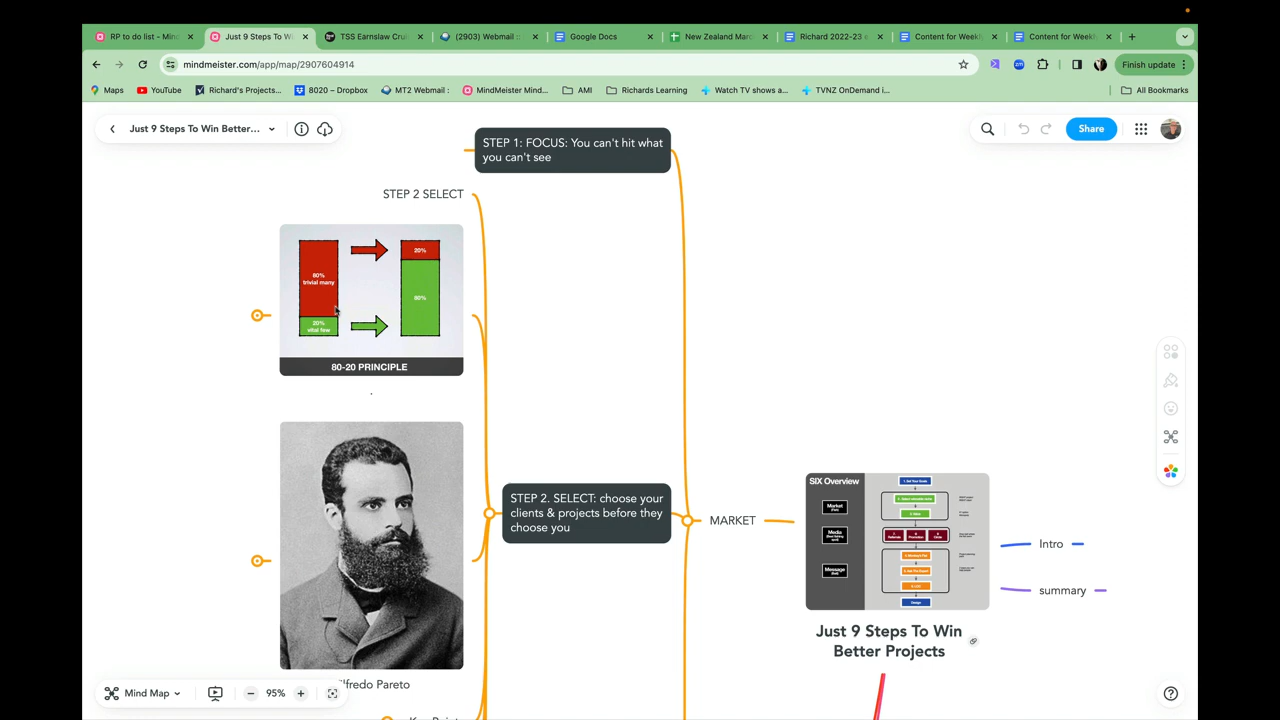 RP to do list - Mind
Just 9 Steps To Wi
TSS Earnslaw Crui
(2903) Webmail ::
Google Docs
New Zealand Marc
Richard 2022-23 e
Content for Weekly
Content for Weekly
mindmeister.com/app/map/2907604914
Finish update
Maps
YouTube
Richard's Projects...
8020 – Dropbox
MT2 Webmail :
MindMeister Mind...
AMI
Richards Learning
Watch TV shows a...
TVNZ OnDemand i...
All Bookmarks
Just 9 Steps To Win Better...
Share
STEP 1: FOCUS: You can't hit what
you can't see
STEP 2 SELECT
80%
trivial many
20%
vital few
20%
80%
80-20 PRINCIPLE
.
STEP 2. SELECT: choose your
clients & projects before they
choose you
MARKET
SIX Overview
Market
Media
Message
Design
Intro
summary
Just 9 Steps To Win
Better Projects
lfredo Pareto
Mind Map
95%